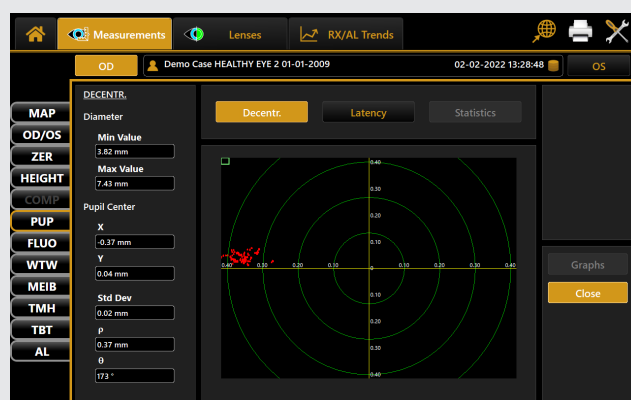 Measurements
Lenses
RX/AL Trends
OD
Demo Case HEALTHY EYE 2 01-01-2009
02-02-2022 13:28:48
OS
MAP
OD/OS
ZER
HEIGHT
COMP
PUP
FLUO
WTW
MEIB
TMH
TBT
AL
DECENTR.
Diameter
Min Value
3.82 mm
Max Value
7.43 mm
Pupil Center
X
-0.37 mm
Y
0.04 mm
Std Dev
0.02 mm
ρ
0.37 mm
θ
173 °
Decentr.
Latency
Statistics
0.40
0.30
0.20
0.10
0.40 0.30 0.20 0.10 0 0.10 0.20 0.30 0.40
0.10
0.20
0.30
0.40
Graphs
Close